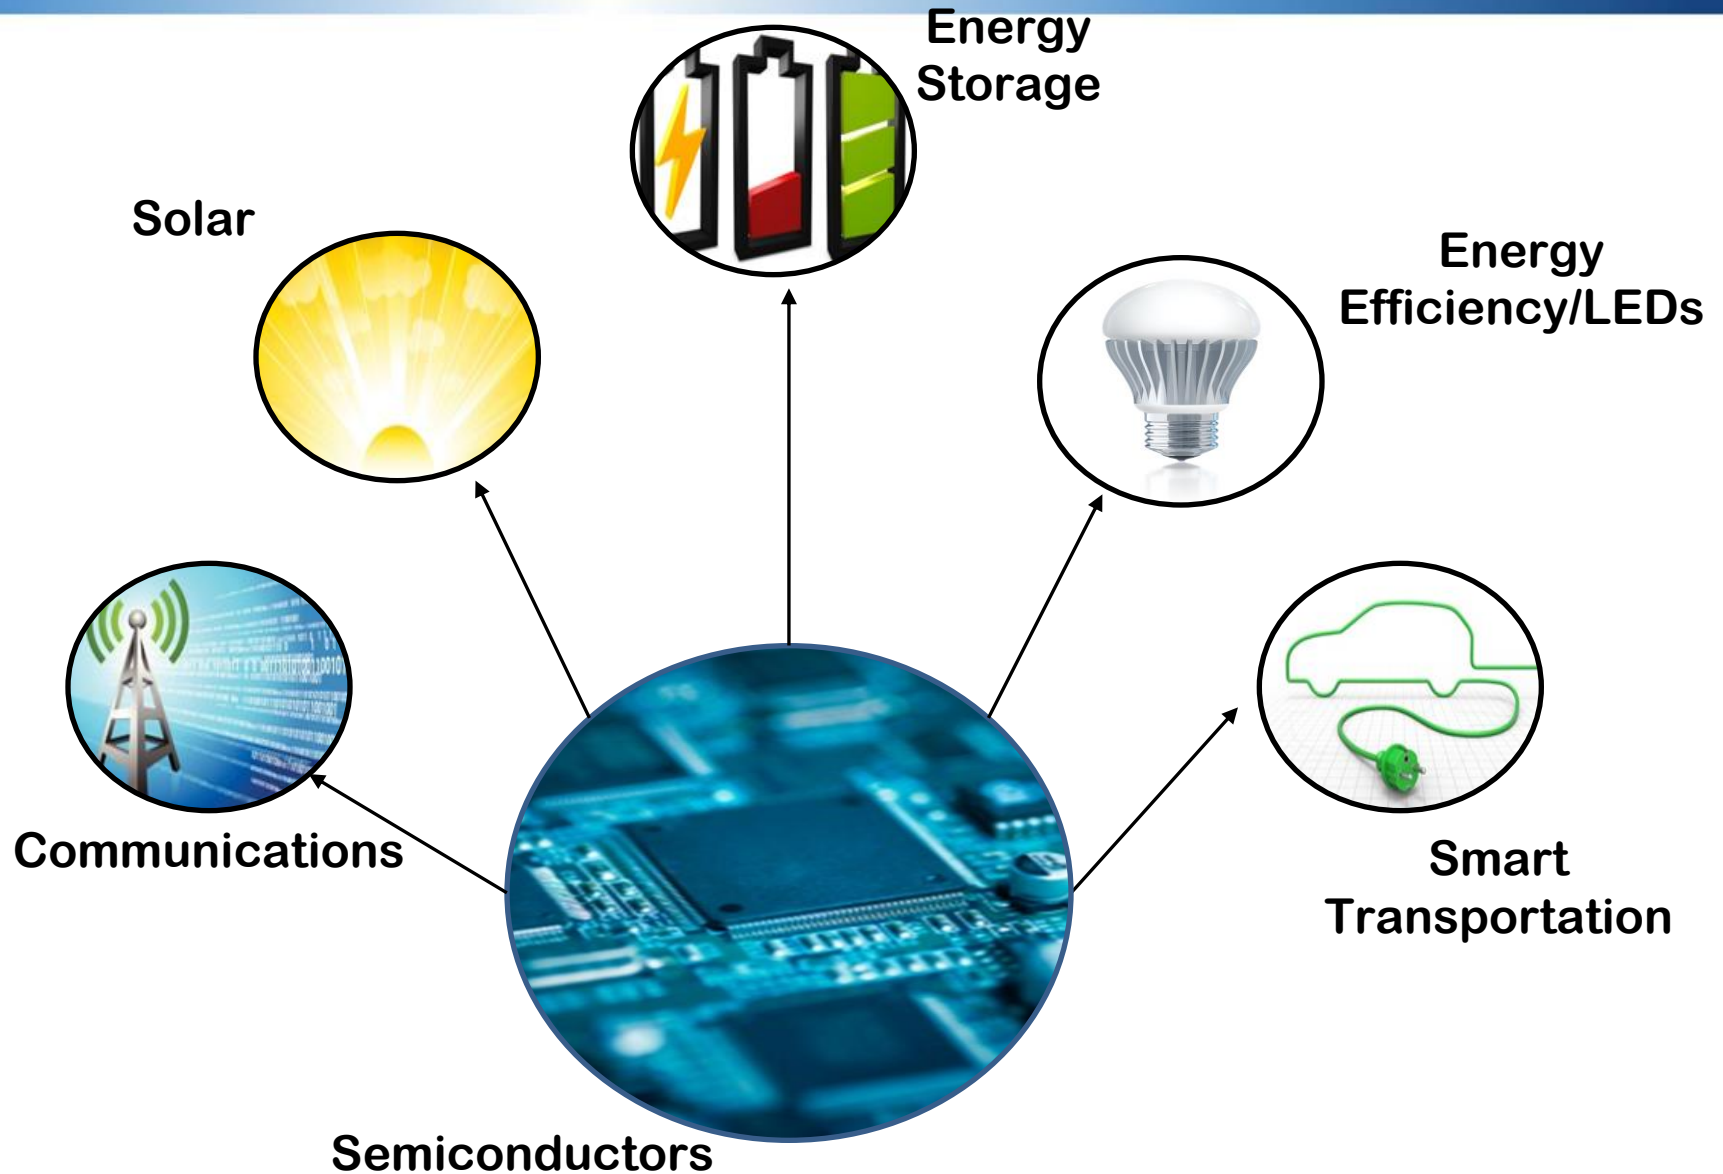 Energy
Storage
Solar
Energy
Efficiency/LEDs
Communications
Smart
Transportation
Semiconductors